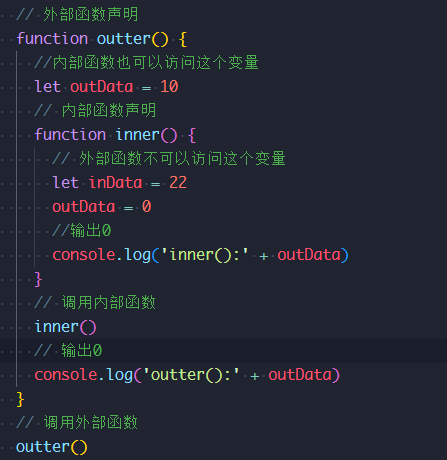 // 外部函数声明
function outter() {
//内部函数也可以访问这个变量
let outData = 10
// 内部函数声明
function inner() {
// 外部函数不可以访问这个变量
let inData = 22
outData = 0
//输出0
console.log('inner():' + outData)
}
// 调用内部函数
inner()
// 输出0
console.log('outter():' + outData)
}
// 调用外部函数
outter()